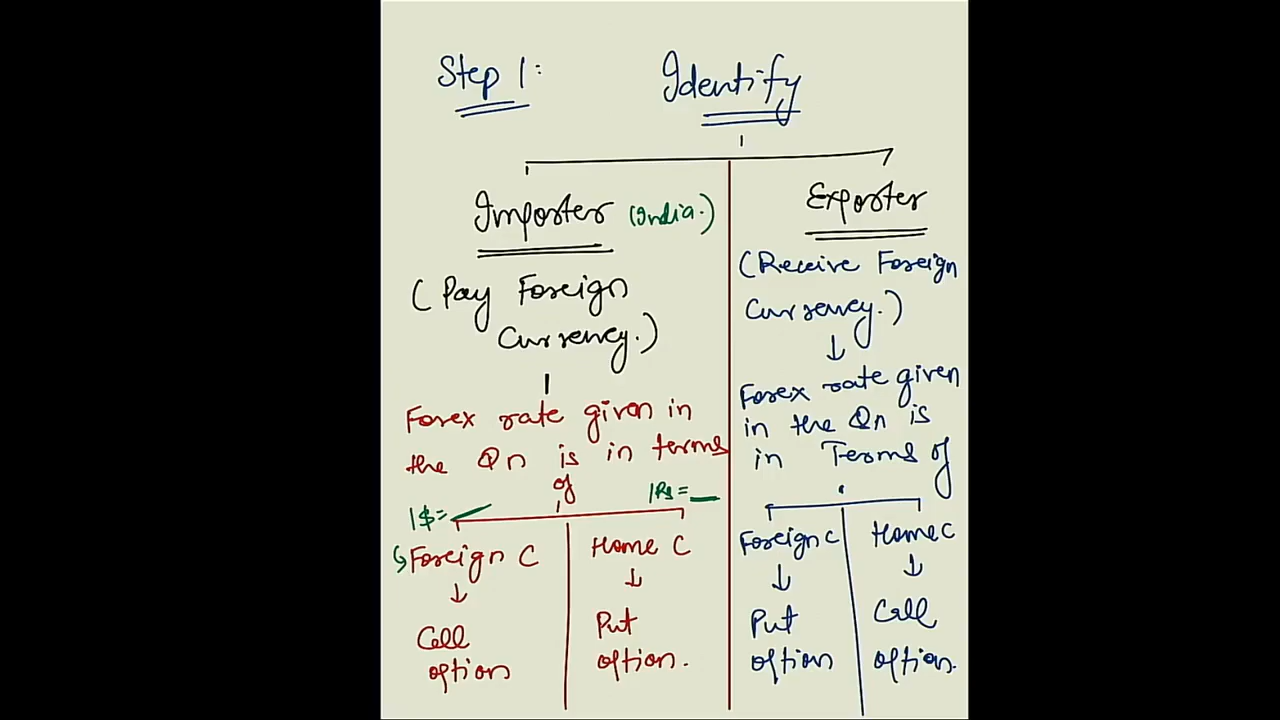 Step 1: Identify
Importer (India.)
(Pay Foreign
Currency.)
Forex rate given in
the Qn is in terms
of
1$=
1Rs =
Foreign C
Call
option
Home C
Put
option.
Exporter
(Receive Foreign
Currency.)
Forex rate given
in the Qn is
in Terms of
Foreign C
Put
option
Home C
Call
option.